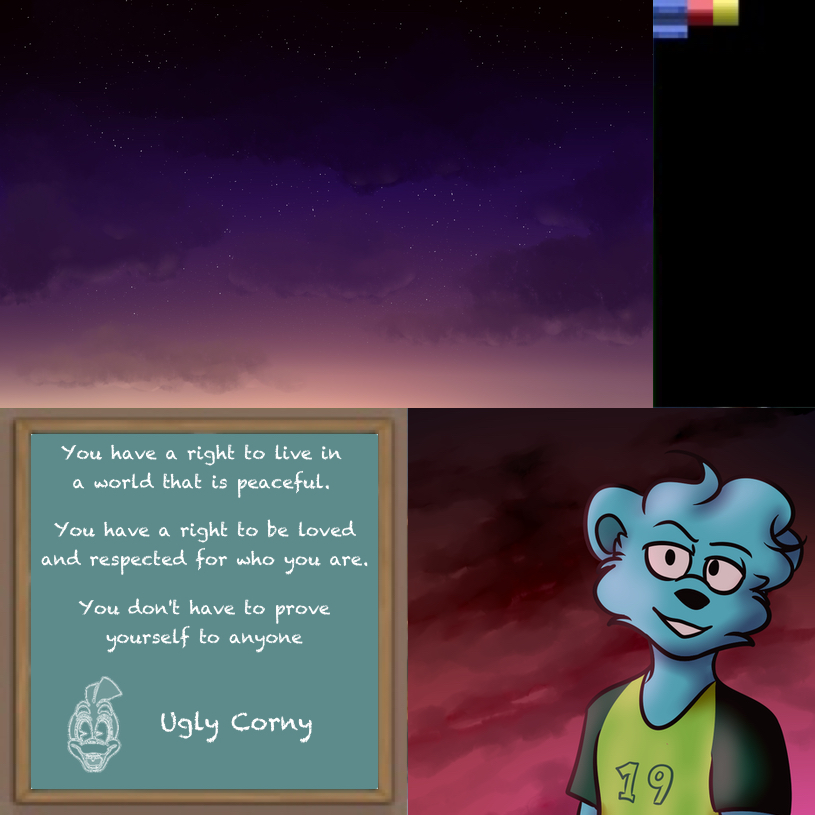 You have a right to live in
a world that is peaceful.
You have a right to be loved
and respected for who you are.
You don't have to prove
yourself to anyone
Ugly Corny
19